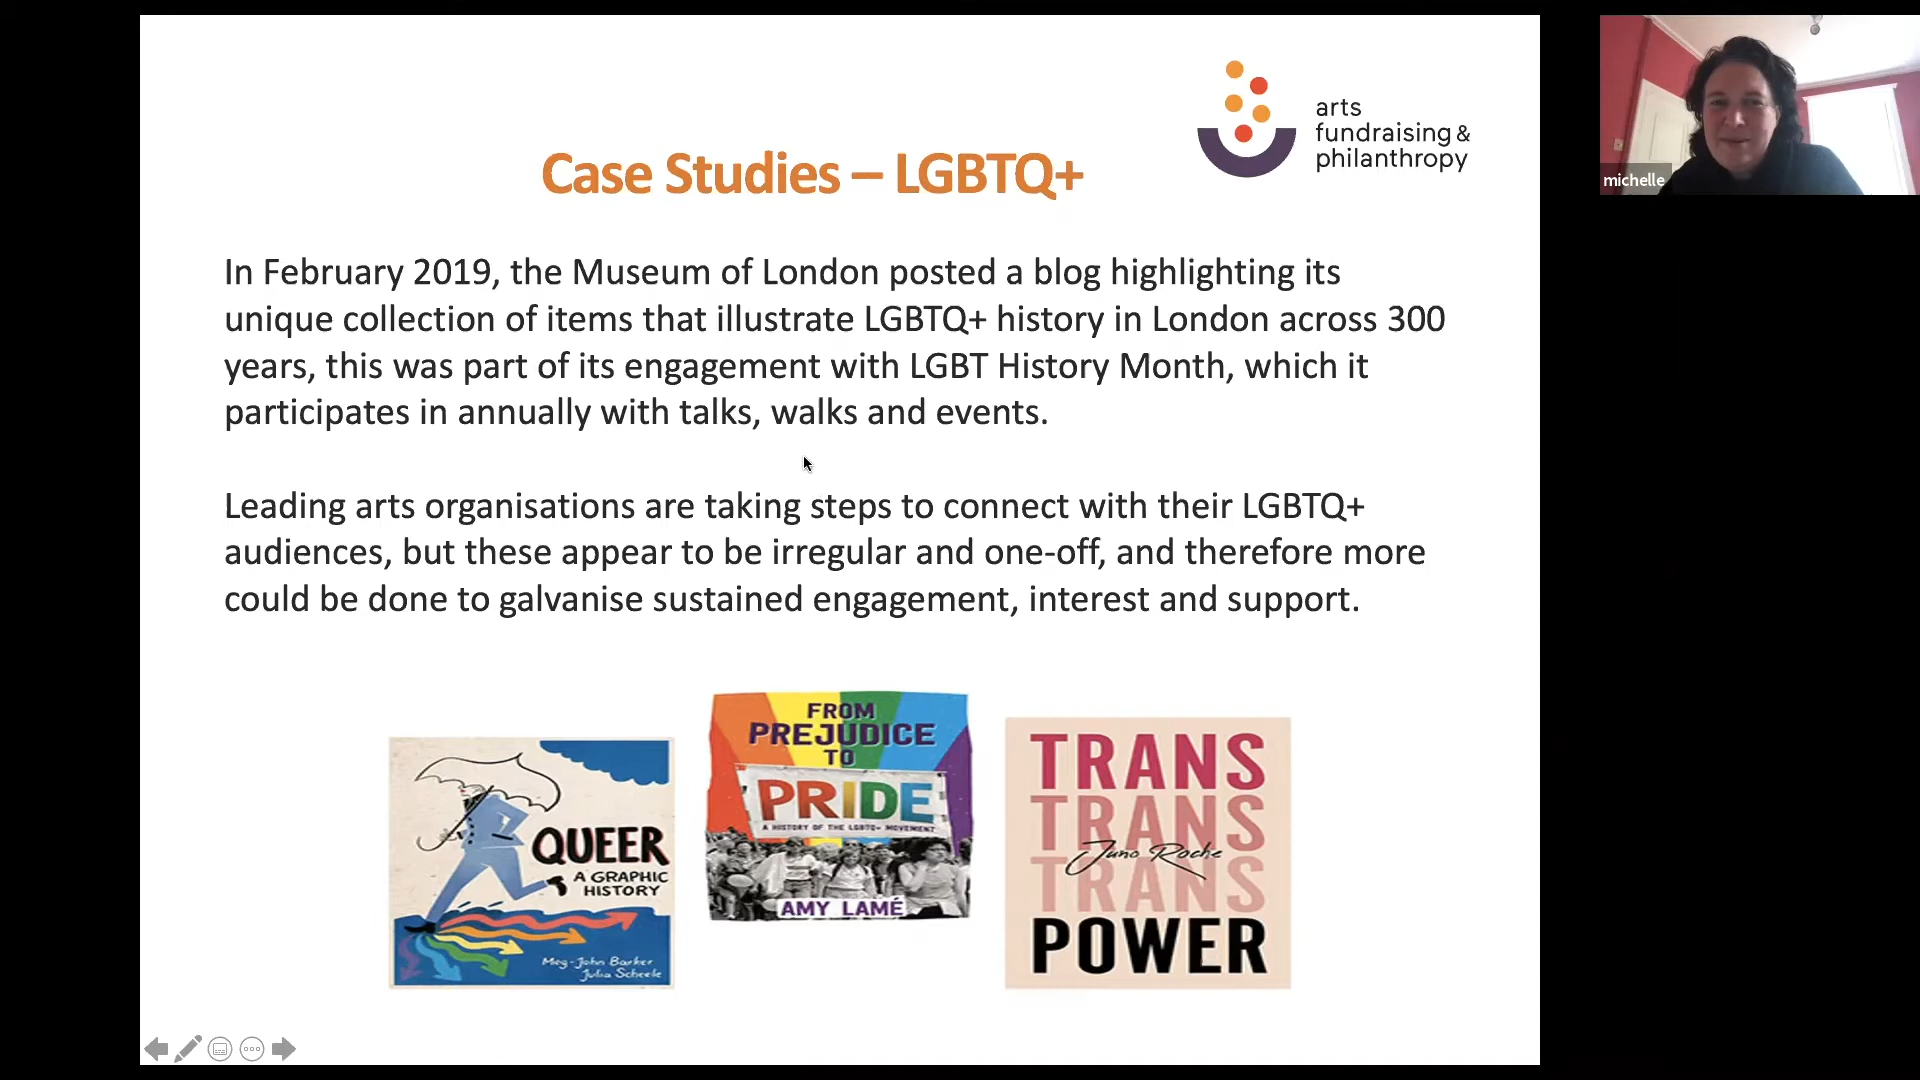 arts
fundraising &
philanthropy
michelle
Case Studies – LGBTQ+
In February 2019, the Museum of London posted a blog highlighting its
unique collection of items that illustrate LGBTQ+ history in London across 300
years, this was part of its engagement with LGBT History Month, which it
participates in annually with talks, walks and events.
Leading arts organisations are taking steps to connect with their LGBTQ+
audiences, but these appear to be irregular and one-off, and therefore more
could be done to galvanise sustained engagement, interest and support.
QUEER
A GRAPHIC
HISTORY
Meg-John Barker
Julia Scheele
FROM
PREJUDICE
TO
PRIDE
A HISTORY OF THE LGBTQ+ MOVEMENT
AMY LAMÉ
TRANS
TRANS
Juno Roche
TRANS
POWER